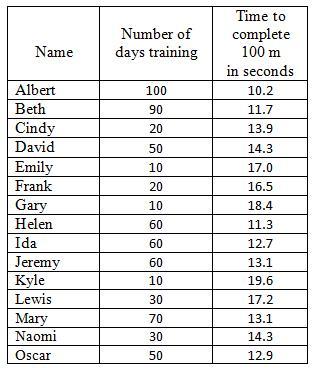 Name Number of days training Time to complete 100 m in seconds
Albert 100 10.2
Beth 90 11.7
Cindy 20 13.9
David 50 14.3
Emily 10 17.0
Frank 20 16.5
Gary 10 18.4
Helen 60 11.3
Ida 60 12.7
Jeremy 60 13.1
Kyle 10 19.6
Lewis 30 17.2
Mary 70 13.1
Naomi 30 14.3
Oscar 50 12.9